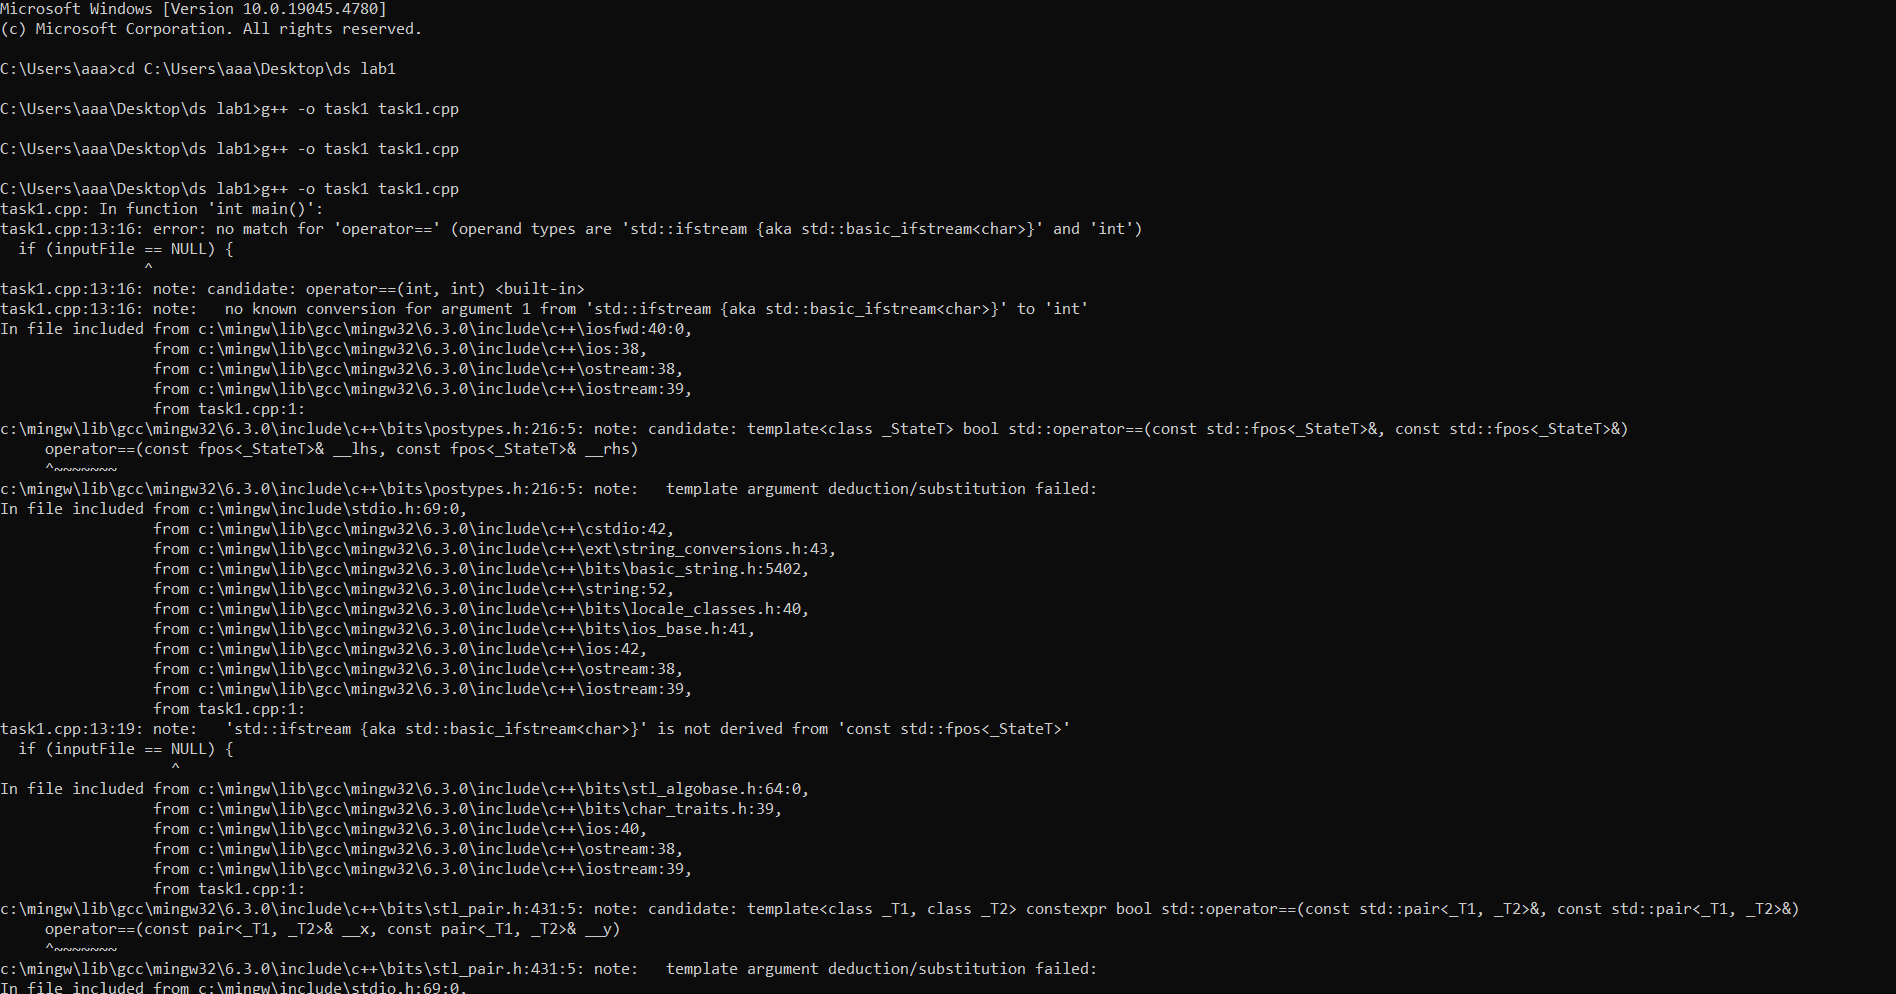 Microsoft Windows [Version 10.0.19045.4780]
(c) Microsoft Corporation. All rights reserved.
C:\Users\aaa>cd C:\Users\aaa\Desktop\ds lab1
C:\Users\aaa\Desktop\ds lab1>g++ -o task1 task1.cpp
C:\Users\aaa\Desktop\ds lab1>g++ -o task1 task1.cpp
C:\Users\aaa\Desktop\ds lab1>g++ -o task1 task1.cpp
task1.cpp: In function 'int main()':
task1.cpp:13:16: error: no match for 'operator==' (operand types are 'std::ifstream {aka std::basic_ifstream<char>}' and 'int')
  if (inputFile == NULL) {
                ^
task1.cpp:13:16: note: candidate: operator==(int, int) <built-in>
task1.cpp:13:16: note:   no known conversion for argument 1 from 'std::ifstream {aka std::basic_ifstream<char>}' to 'int'
In file included from c:\mingw\lib\gcc\mingw32\6.3.0\include\c++\iosfwd:40:0,
                 from c:\mingw\lib\gcc\mingw32\6.3.0\include\c++\ios:38,
                 from c:\mingw\lib\gcc\mingw32\6.3.0\include\c++\ostream:38,
                 from c:\mingw\lib\gcc\mingw32\6.3.0\include\c++\iostream:39,
                 from task1.cpp:1:
c:\mingw\lib\gcc\mingw32\6.3.0\include\c++\bits\postypes.h:216:5: note: candidate: template<class _StateT> bool std::operator==(const std::fpos<_StateT>&, const std::fpos<_StateT>&)
     operator==(const fpos<_StateT>& __lhs, const fpos<_StateT>& __rhs)
     ^~~~~~~~
c:\mingw\lib\gcc\mingw32\6.3.0\include\c++\bits\postypes.h:216:5: note:   template argument deduction/substitution failed:
In file included from c:\mingw\include\stdio.h:69:0,
                 from c:\mingw\lib\gcc\mingw32\6.3.0\include\c++\cstdio:42,
                 from c:\mingw\lib\gcc\mingw32\6.3.0\include\c++\ext\string_conversions.h:43,
                 from c:\mingw\lib\gcc\mingw32\6.3.0\include\c++\bits\basic_string.h:5402,
                 from c:\mingw\lib\gcc\mingw32\6.3.0\include\c++\string:52,
                 from c:\mingw\lib\gcc\mingw32\6.3.0\include\c++\bits\locale_classes.h:40,
                 from c:\mingw\lib\gcc\mingw32\6.3.0\include\c++\bits\ios_base.h:41,
                 from c:\mingw\lib\gcc\mingw32\6.3.0\include\c++\ios:42,
                 from c:\mingw\lib\gcc\mingw32\6.3.0\include\c++\ostream:38,
                 from c:\mingw\lib\gcc\mingw32\6.3.0\include\c++\iostream:39,
                 from task1.cpp:1:
task1.cpp:13:19: note:   'std::ifstream {aka std::basic_ifstream<char>}' is not derived from 'const std::fpos<_StateT>'
  if (inputFile == NULL) {
                   ^
In file included from c:\mingw\lib\gcc\mingw32\6.3.0\include\c++\bits\stl_algobase.h:64:0,
                 from c:\mingw\lib\gcc\mingw32\6.3.0\include\c++\bits\char_traits.h:39,
                 from c:\mingw\lib\gcc\mingw32\6.3.0\include\c++\ios:40,
                 from c:\mingw\lib\gcc\mingw32\6.3.0\include\c++\ostream:38,
                 from c:\mingw\lib\gcc\mingw32\6.3.0\include\c++\iostream:39,
                 from task1.cpp:1:
c:\mingw\lib\gcc\mingw32\6.3.0\include\c++\bits\stl_pair.h:431:5: note: candidate: template<class _T1, class _T2> constexpr bool std::operator==(const std::pair<_T1, _T2>&, const std::pair<_T1, _T2>&)
     operator==(const pair<_T1, _T2>& __x, const pair<_T1, _T2>& __y)
     ^~~~~~~~
c:\mingw\lib\gcc\mingw32\6.3.0\include\c++\bits\stl_pair.h:431:5: note:   template argument deduction/substitution failed:
In file included from c:\mingw\include\stdio.h:69:0,